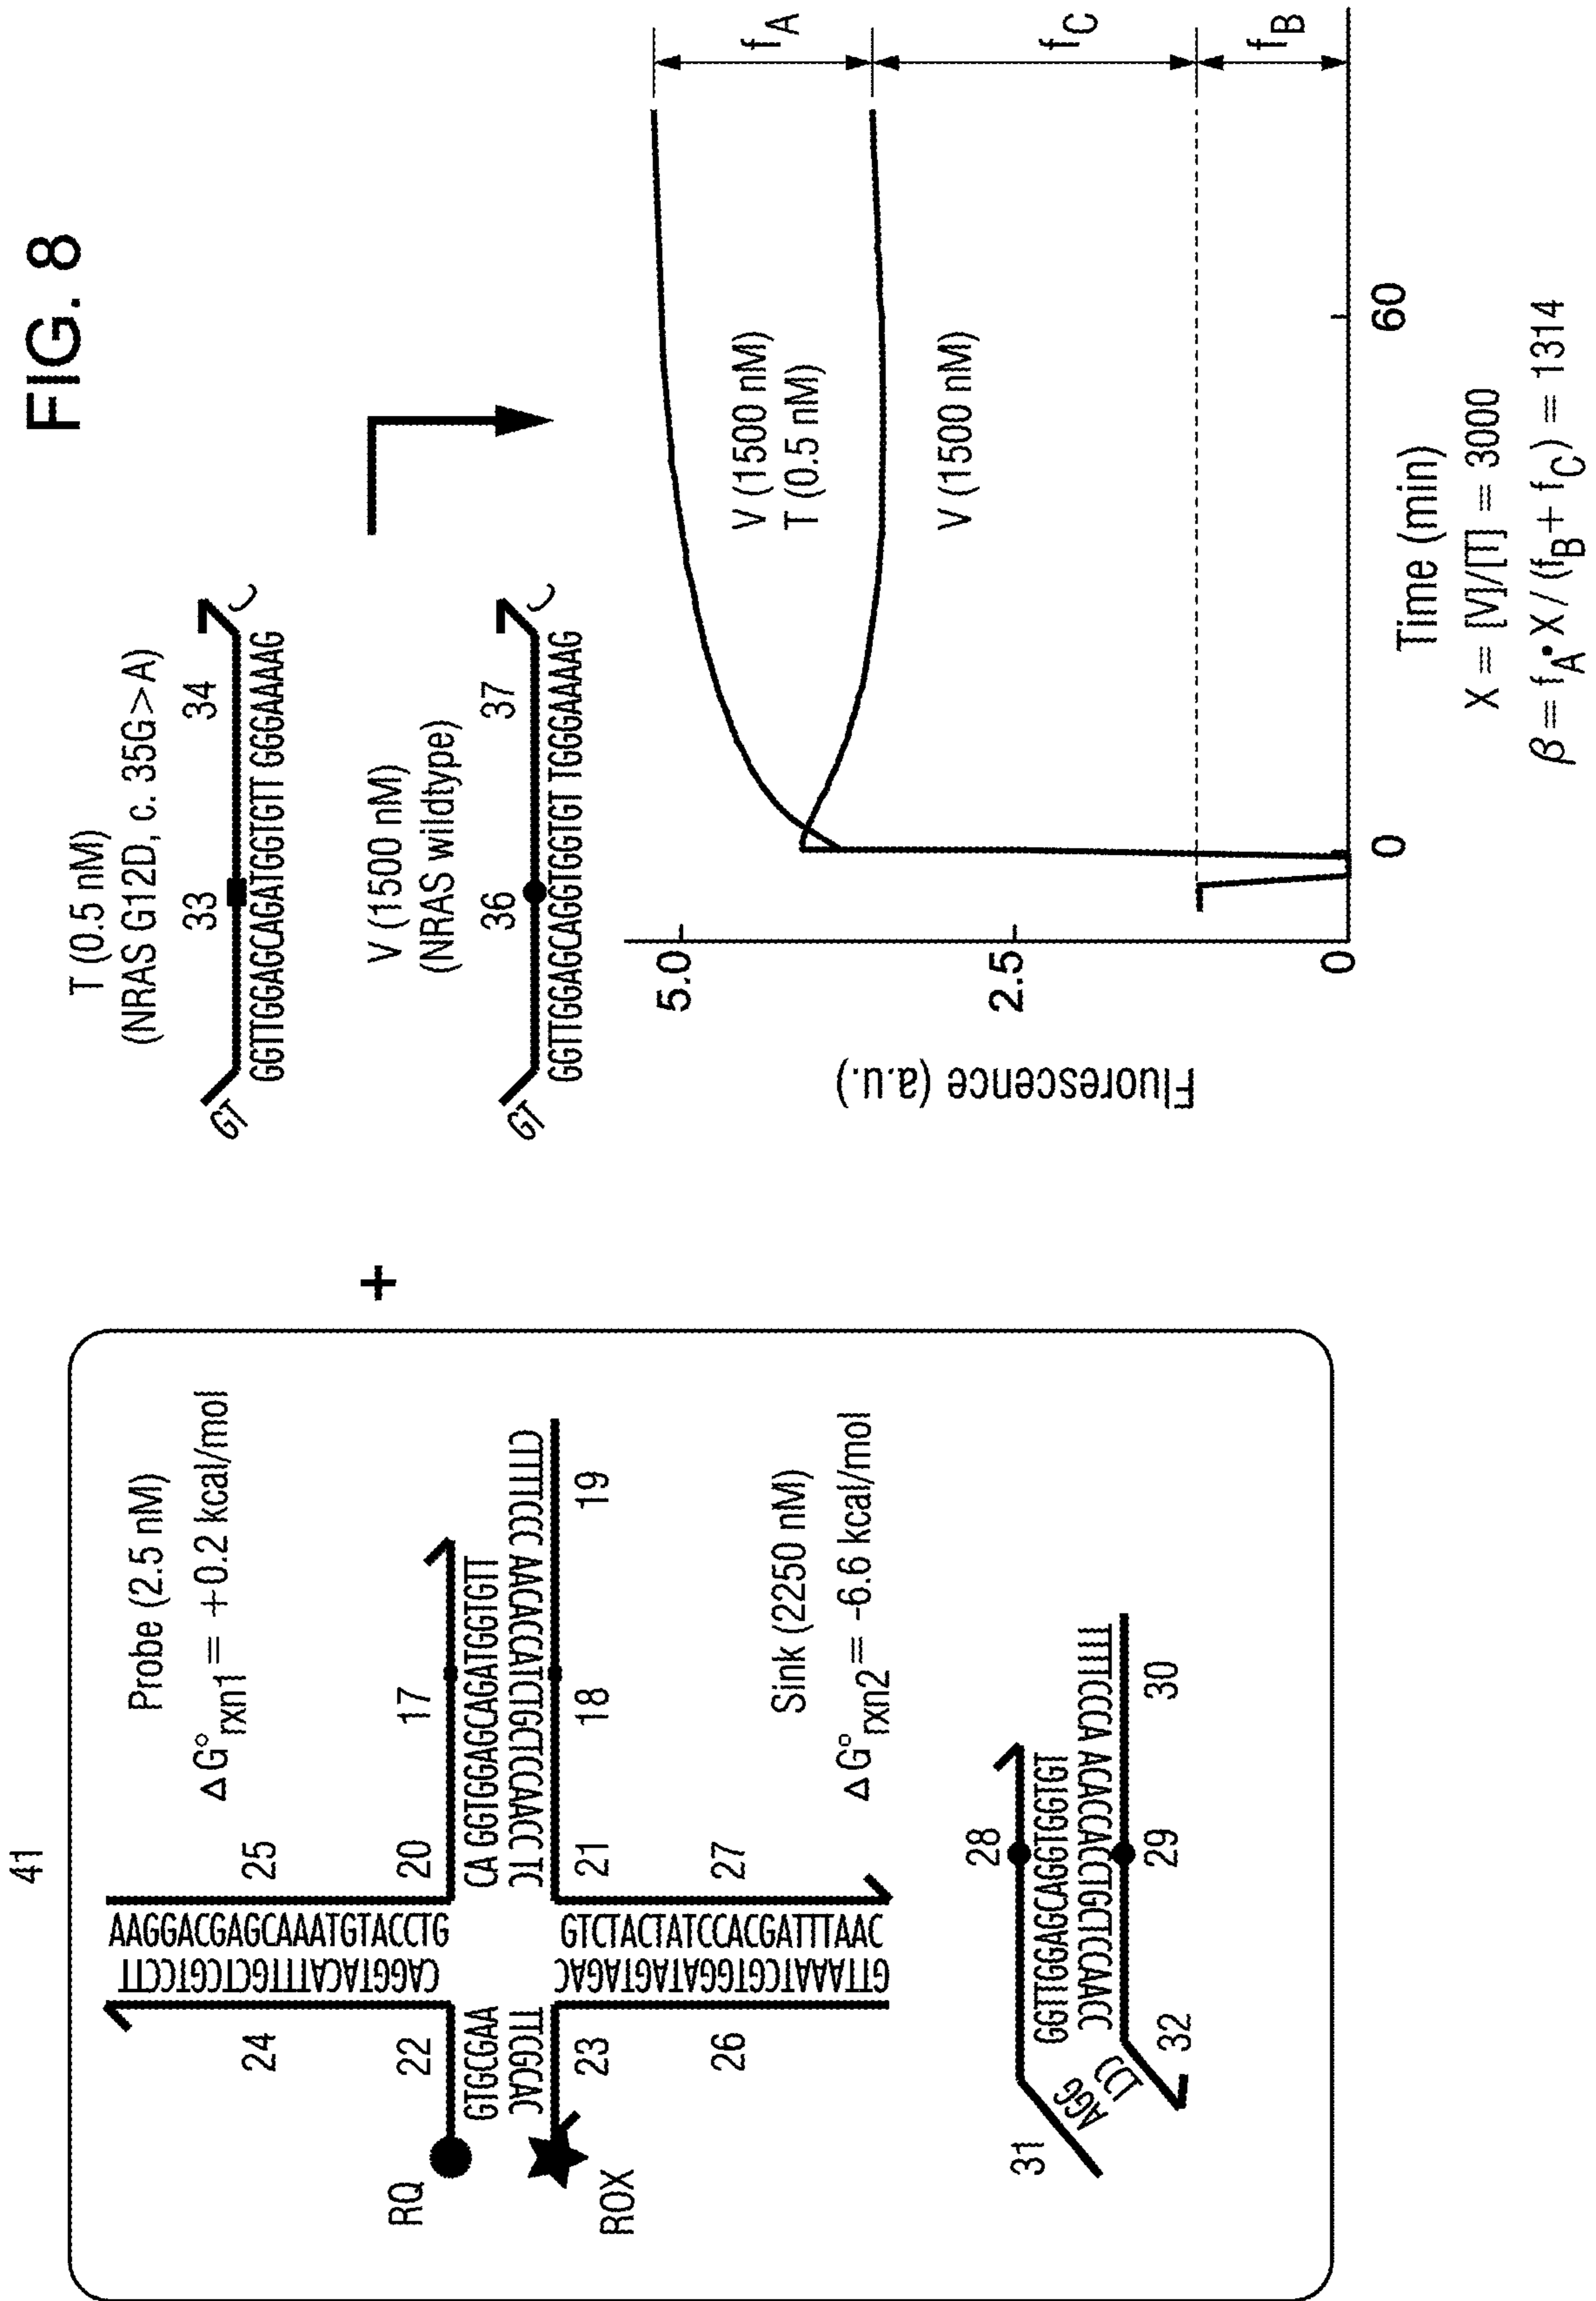 FIG. 8
41
Probe (2.5 nM)
ΔG°rxn1 = +0.2 kcal/mol
AAGGACGAGCAAATGTACCTG
CAGGTACATTTGCTCGTCCTT
24
25
RQ
22
20
17
GTGCGAA
CA GGTGGAGCAGATGGTGTT
TTCGCAC
CTTTTCCC AACACCATCTGCTCCAACC TC
ROX
23
21
18
19
GTCTACTATCCACGATTTAAC
GTTAAATCGTGGATAGTAGAC
26
27
Sink (2250 nM)
ΔG°rxn2 = -6.6 kcal/mol
28
31
AGG
GGTTGGAGCAGGTGGTGT
TTTTCCCA ACACCACCTGCTCCAACC
CCT
32
29
30
+
T (0.5 nM)
(NRAS G12D, c. 35G>A)
33
34
GT
GGTTGGAGCAGATGGTGTT GGGAAAAG
C
V (1500 nM)
(NRAS wildtype)
36
37
GT
GGTTGGAGCAGGTGGTGT TGGGAAAAG
C
Fluorescence (a.u.)
5.0
2.5
0
V (1500 nM)
T (0.5 nM)
V (1500 nM)
fA
fC
fB
0
60
Time (min)
X = [V]/[T] = 3000
β = fA• X / (fB + fC) = 1314